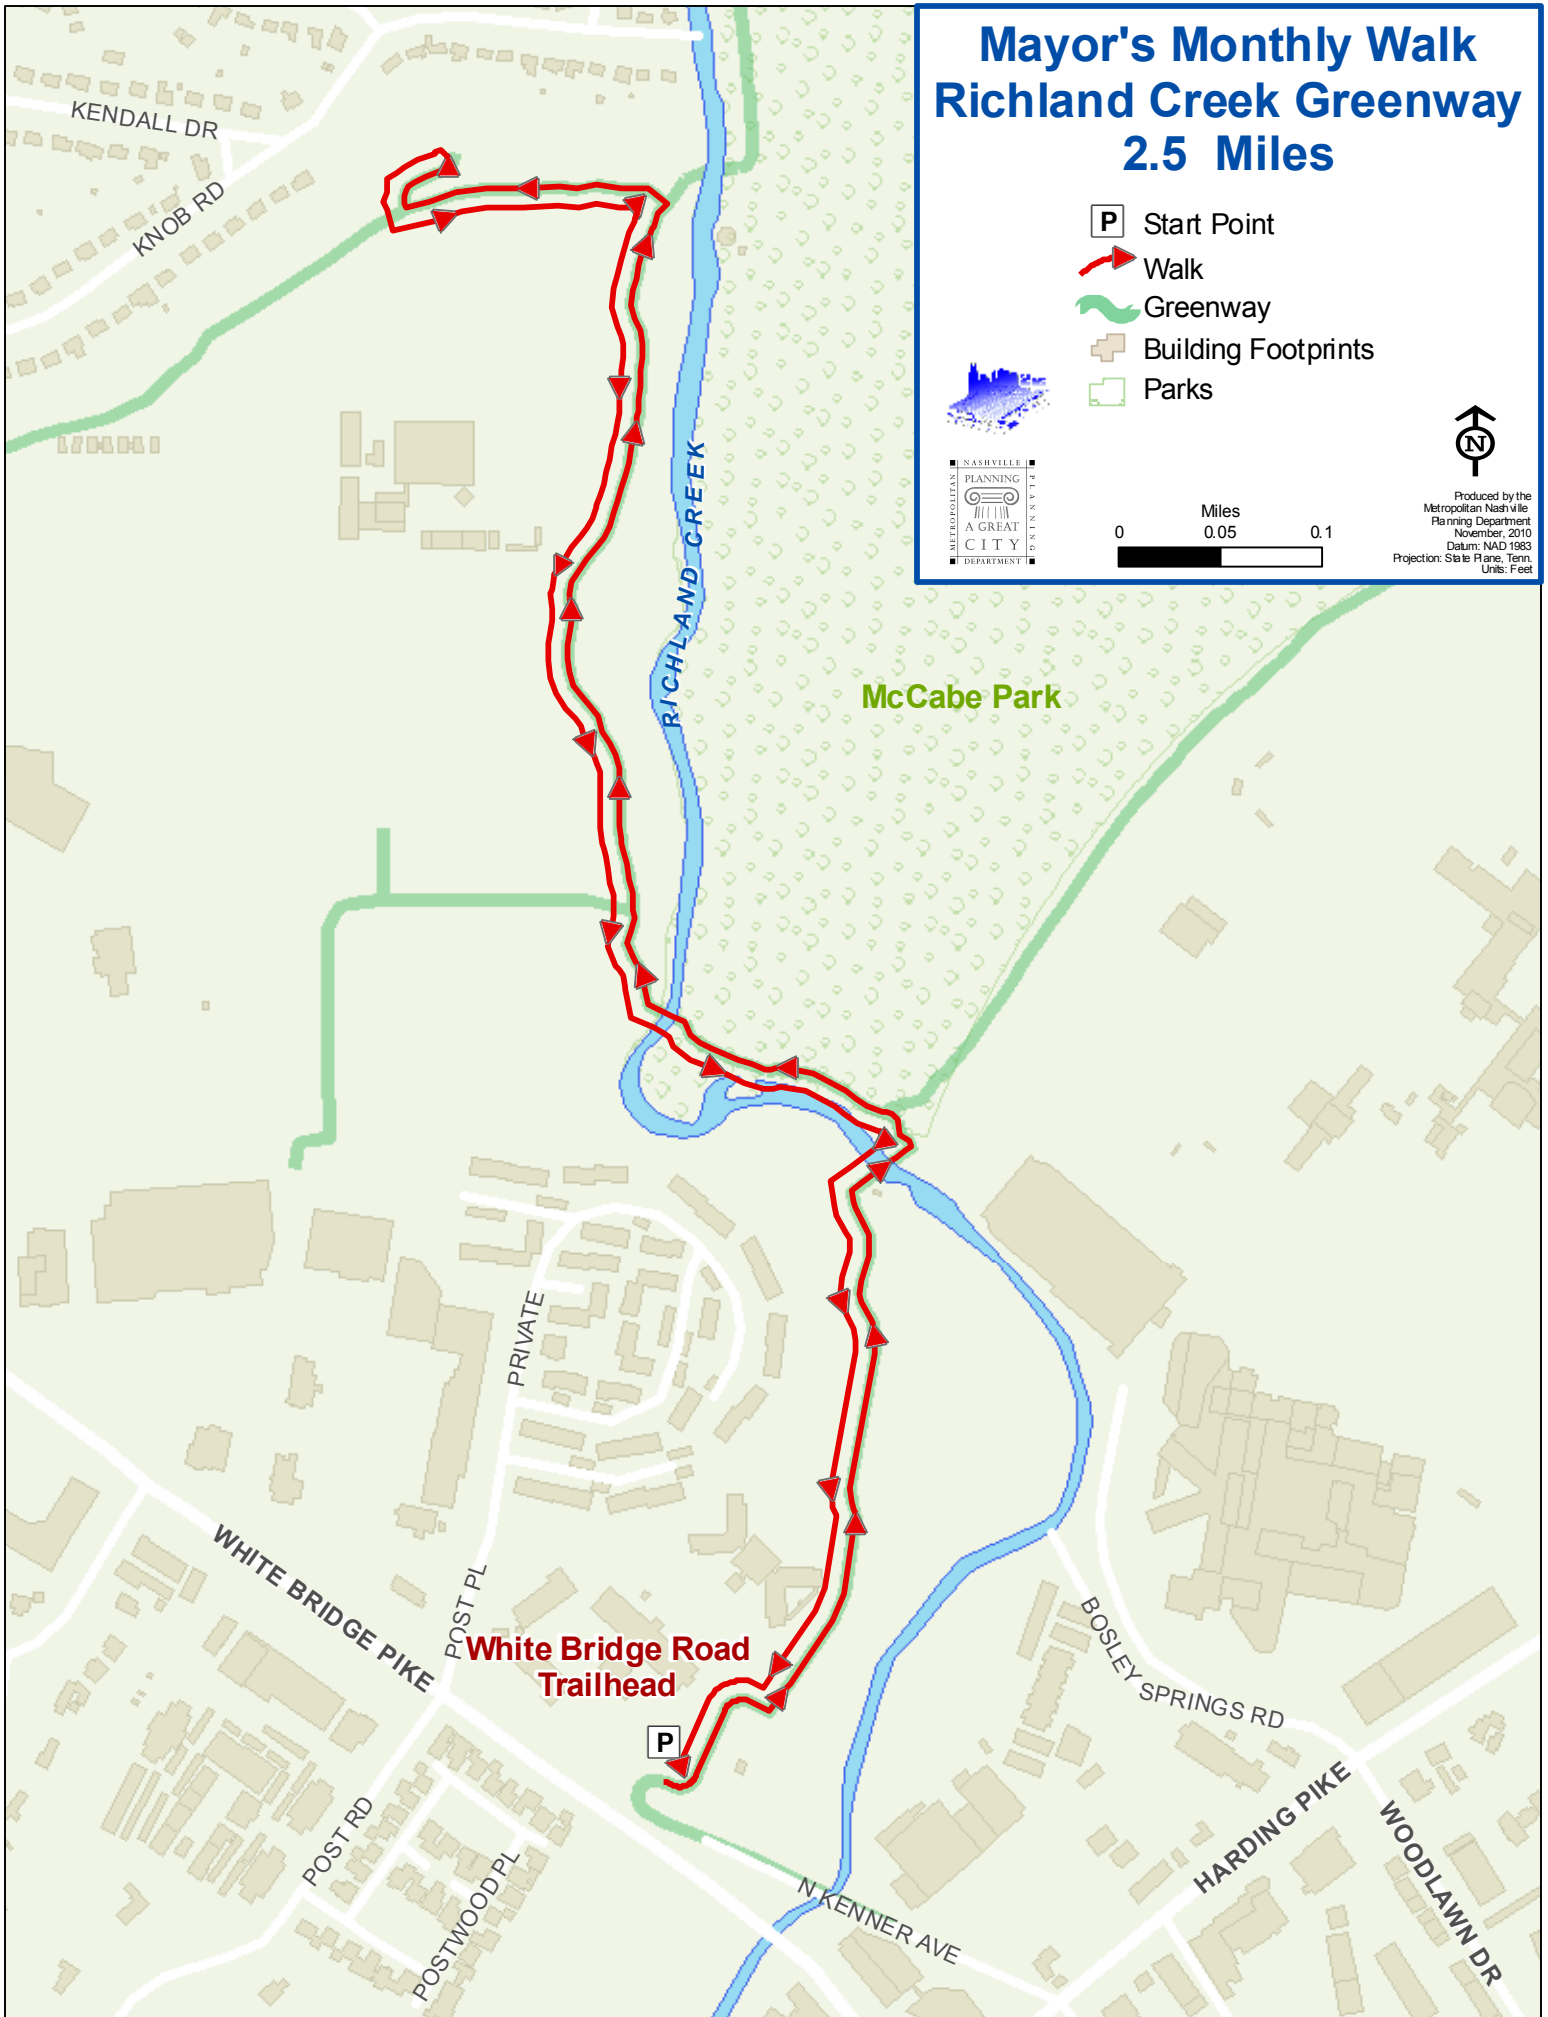 Mayor's Monthly Walk
Richland Creek Greenway
2.5 Miles
P Start Point
Walk
Greenway
Building Footprints
Parks
N
NASHVILLE
PLANNING
METROPOLITAN
PLANNING
A GREAT
CITY
DEPARTMENT
Miles
0 0.05 0.1
Produced by the
Metropolitan Nashville
Planning Department
November, 2010
Datum: NAD 1983
Projection: State Plane, Tenn.
Units: Feet
KENDALL DR
KNOB RD
RICHLAND CREEK
McCabe Park
PRIVATE
WHITE BRIDGE PIKE
POST PL
White Bridge Road
Trailhead
P
BOSLEY SPRINGS RD
HARDING PIKE
WOODLAWN DR
POST RD
POSTWOOD PL
N KENNER AVE